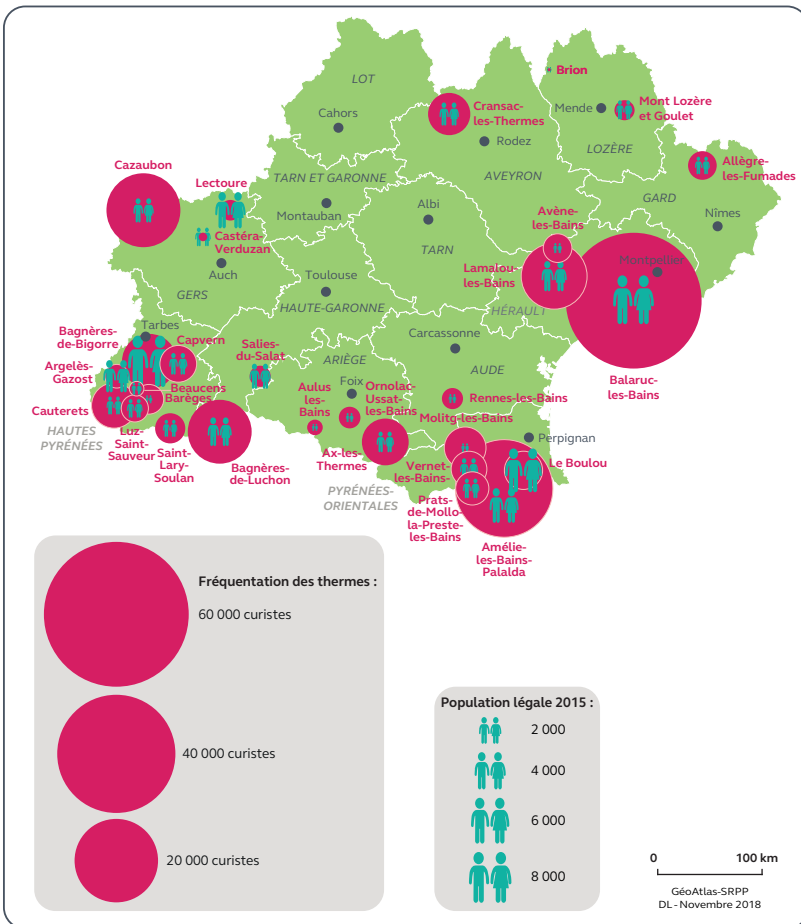 LOT
Brion
Cahors
Cransac-
les-Thermes
Mende
Mont Lozère
et Goulet
Rodez
LOZÈRE
Cazaubon
Lectoure
TARN ET GARONNE
AVEYRON
Allègre-
les-Fumades
GARD
Montauban
Albi
Avène-
les-Bains
Nîmes
Castéra-
Verduzan
TARN
Auch
Toulouse
Lamalou-
les-Bains
Montpellier
GERS
HAUTE-GARONNE
HÉRAULT
Tarbes
Bagnères-
de-Bigorre
Capvern
Salies-
du-Salat
Carcassonne
ARIÈGE
AUDE
Argelès-
Gazost
Foix
Balaruc-
les-Bains
Beaucens
Barèges
Aulus
les-
Bains
Ornolac-
Ussat-
les-Bains
Rennes-les-Bains
Cauterets
Molitg-les-Bains
HAUTES
PYRÉNÉES
Luz-
Saint-
Sauveur
Saint-
Lary-
Soulan
Bagnères-
de-Luchon
Ax-les-
Thermes
Perpignan
Vernet-
les-Bains-
Le Boulou
PYRÉNÉES-
ORIENTALES
Prats-
de-Mollo-
la-Preste-
les-Bains
Amélie-
les-Bains-
Palalda
Fréquentation des thermes :
60 000 curistes
40 000 curistes
20 000 curistes
Population légale 2015 :
2 000
4 000
6 000
8 000
0 100 km
GéoAtlas-SRPP
DL - Novembre 2018